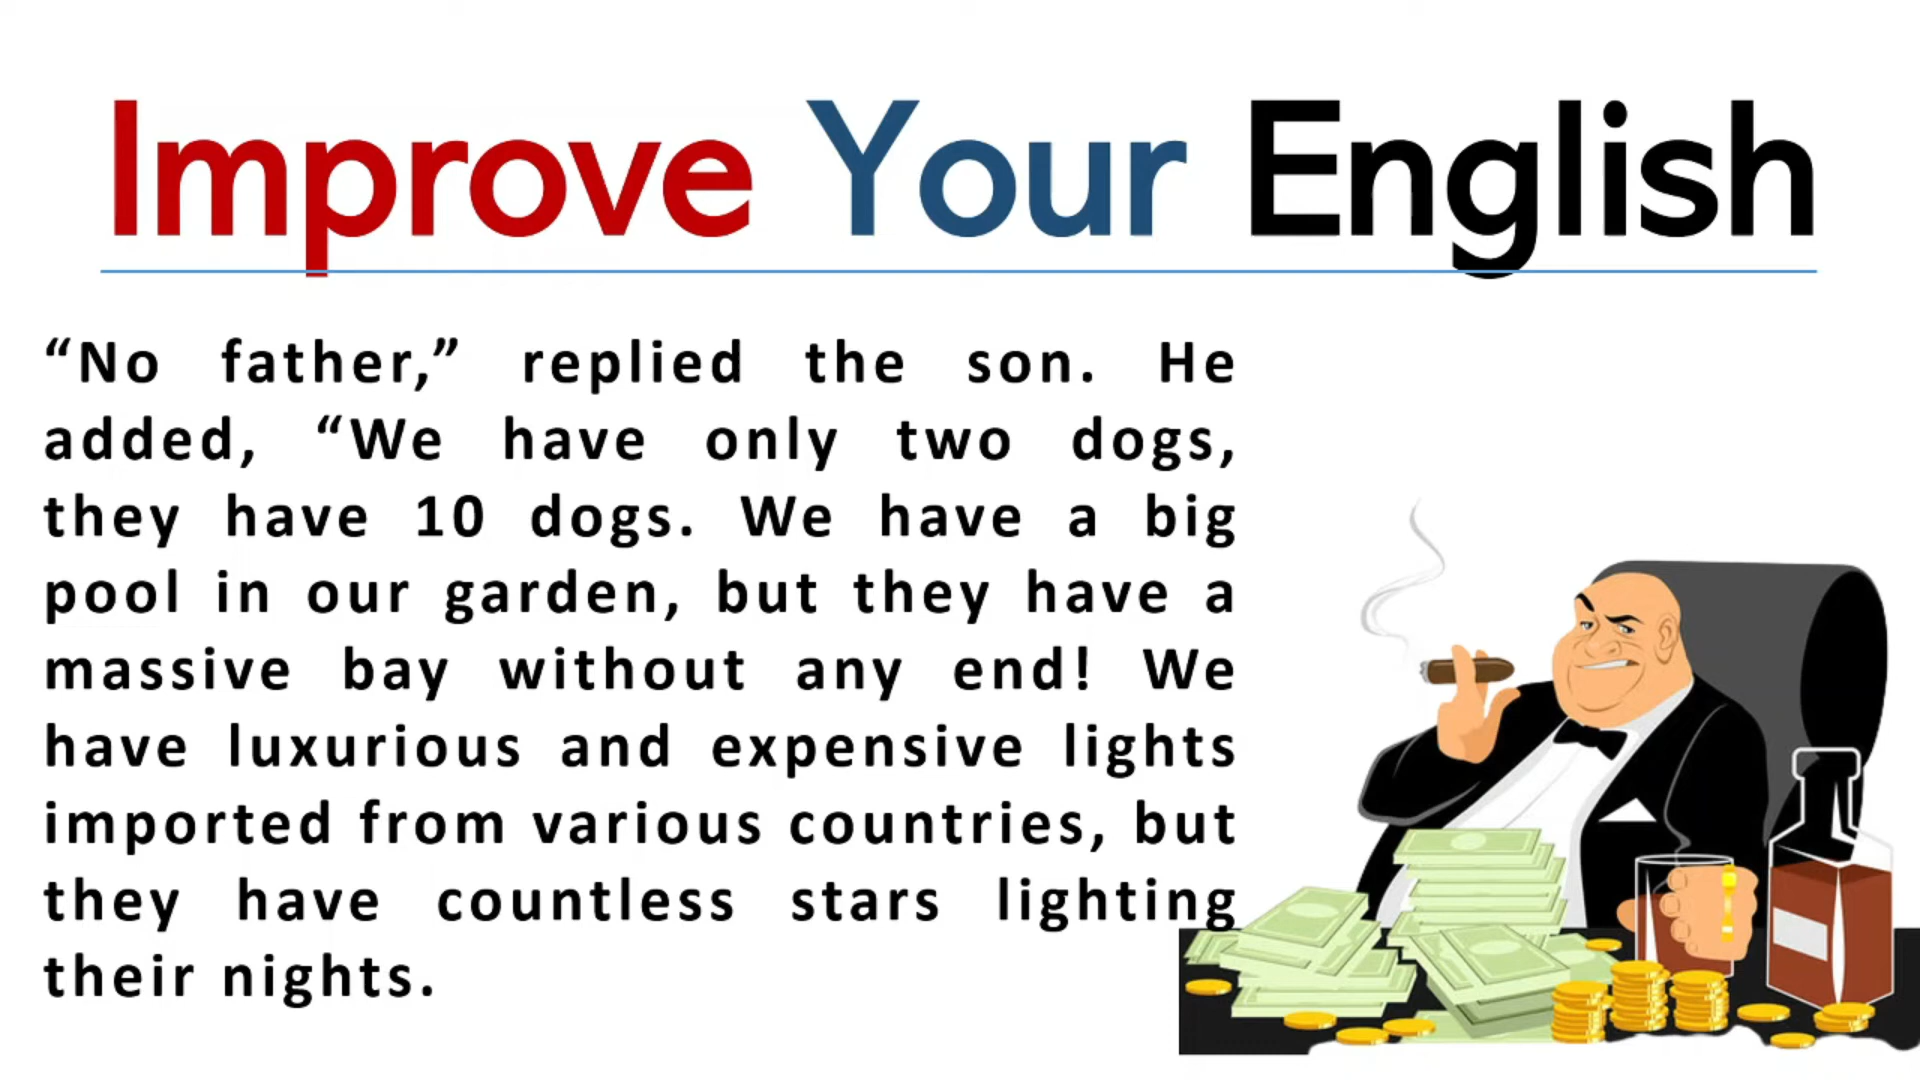 Improve Your English
“No father,” replied the son. He
added, “We have only two dogs,
they have 10 dogs. We have a big
pool in our garden, but they have a
massive bay without any end! We
have luxurious and expensive lights
imported from various countries, but
they have countless stars lighting
their nights.